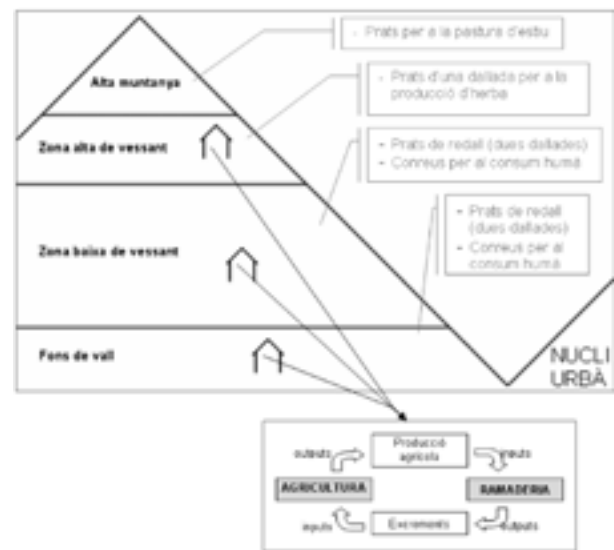 - Prats per a la pastura d'estiu
Alta muntanya
- Prats d'una dallada per a la
producció d'herba
Zona alta de vessant
- Prats de redall (dues dallades)
- Conreus per al consum humà
- Prats de redall
(dues dallades)
- Conreus per al
consum humà
Zona baixa de vessant
Fons de vall
NUCLI
URBÀ
outputs
Producció
agrícola
inputs
AGRICULTURA
RAMADERIA
inputs
Excrements
outputs